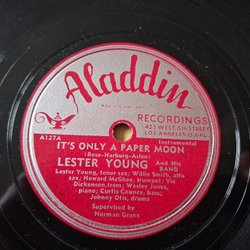 Aladdin
RECORDINGS
427 WEST 5TH STREET
LOS ANGELES 13, CAL.
A127A
Instrumental
IT'S ONLY A PAPER MOON
(Rose-Harburg-Arlen)
LESTER YOUNG And His BAND
Lester Young, tenor sax; Willie Smith, alto
sax; Howard McGhee, trumpet; Vic
Dickenson, trom; Wesley Jones,
piano; Curtis Counce, bass;
Johnny Otis, drums
Supervised by
Norman Granz